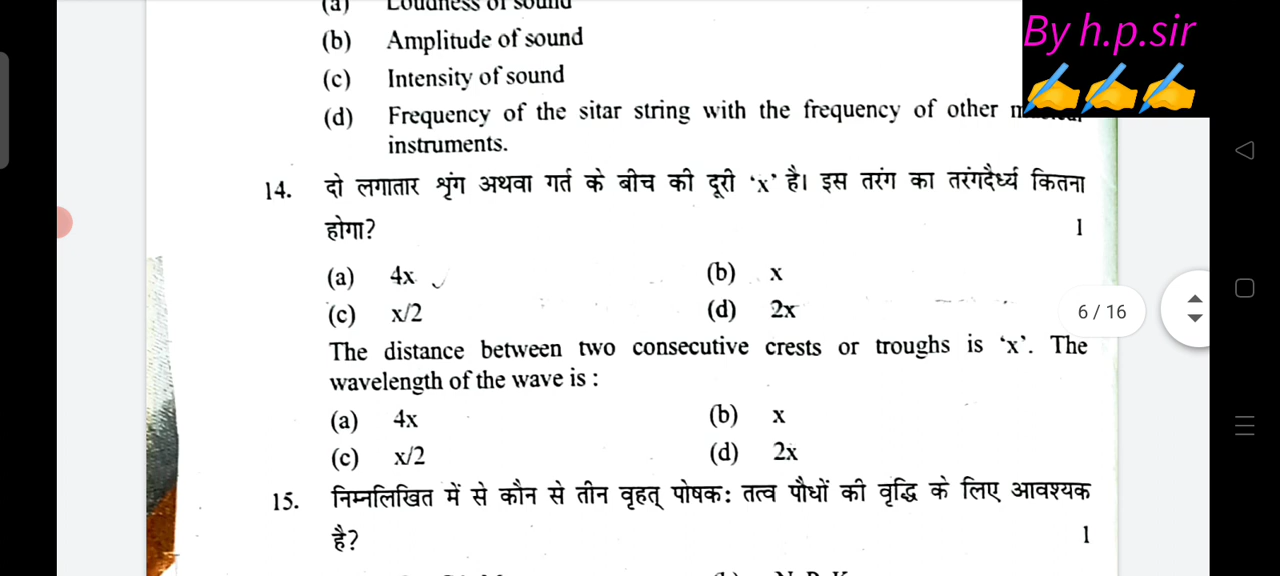 (a) Loudness of sound
(b) Amplitude of sound
(c) Intensity of sound
(d) Frequency of the sitar string with the frequency of other
instruments.
By h.p.sir
14. दो लगातार शृंग अथवा गर्त के बीच की दूरी ‘x’ है। इस तरंग का तरंगदैर्ध्य कितना
होगा? 1
(a) 4x (b) x
(c) x/2 (d) 2x
6 / 16
The distance between two consecutive crests or troughs is ‘x’. The
wavelength of the wave is :
(a) 4x (b) x
(c) x/2 (d) 2x
15. निम्नलिखित में से कौन से तीन वृहत् पोषक: तत्व पौधों की वृद्धि के लिए आवश्यक
है? 1